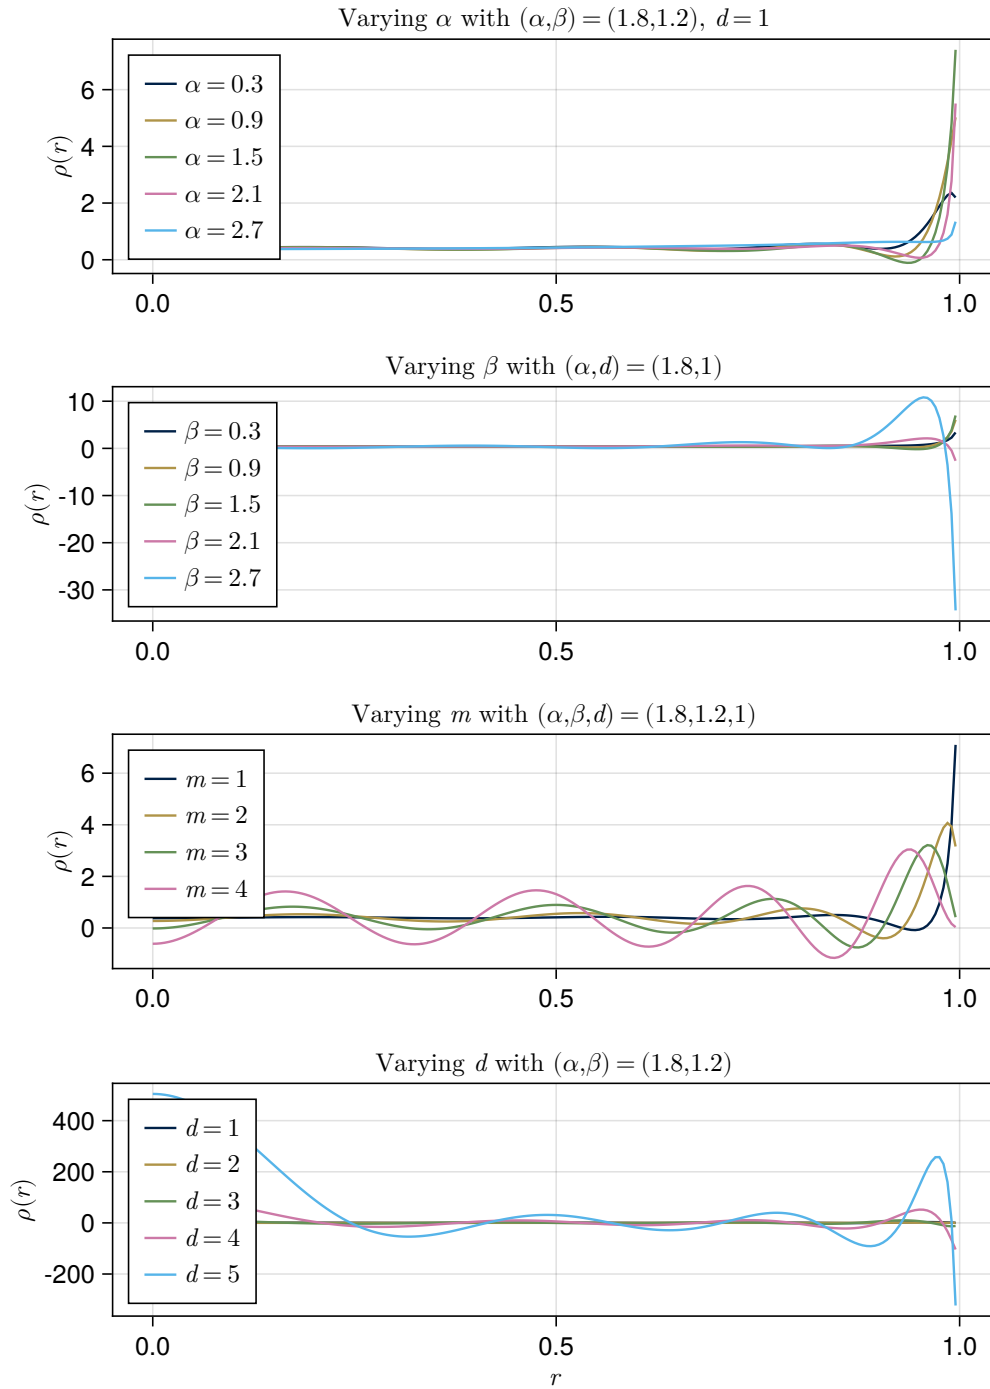 Varying α with (α,β) = (1.8,1.2), d = 1
6
4
2
0
ρ(r)
α = 0.3
α = 0.9
α = 1.5
α = 2.1
α = 2.7
0.0 0.5 1.0
Varying β with (α,d) = (1.8,1)
10
0
-10
-20
-30
ρ(r)
β = 0.3
β = 0.9
β = 1.5
β = 2.1
β = 2.7
0.0 0.5 1.0
Varying m with (α,β,d) = (1.8,1.2,1)
6
4
2
0
ρ(r)
m = 1
m = 2
m = 3
m = 4
0.0 0.5 1.0
Varying d with (α,β) = (1.8,1.2)
400
200
0
-200
ρ(r)
d = 1
d = 2
d = 3
d = 4
d = 5
0.0 0.5 1.0
r